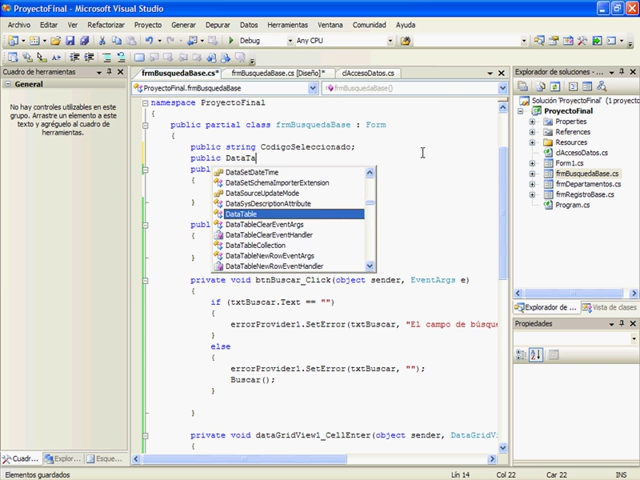 ProyectoFinal - Microsoft Visual Studio
Archivo Editar Ver Refactorizar Proyecto Generar Depurar Datos Herramientas Ventana Comunidad Ayuda
Debug Any CPU
Cuadro de herramientas
General
No hay controles utilizables en este grupo. Arrastre un elemento a este texto y agréguelo al cuadro de herramientas.
Cuadr... Explor... Esque...
frmBusquedaBase.cs* frmBusquedaBase.cs [Diseño]* clAccesoDatos.cs
ProyectoFinal.frmBusquedaBase frmBusquedaBase()
namespace ProyectoFinal
{
public partial class frmBusquedaBase : Form
{
public string CodigoSeleccionado;
public DataTa
pu
{
}
pub
{
}
DataSetDateTime
DataSetSchemaImporterExtension
DataSourceUpdateMode
DataSysDescriptionAttribute
DataTable
DataTableClearEventArgs
DataTableClearEventHandler
DataTableCollection
DataTableNewRowEventArgs
DataTableNewRowEventHandler
private void btnBuscar_Click(object sender, EventArgs e)
{
if (txtBuscar.Text == "")
{
errorProvider1.SetError(txtBuscar, "El campo de búsqu
}
else
{
errorProvider1.SetError(txtBuscar, "");
Buscar();
}
}
private void dataGridView1_CellEnter(object sender, DataGridV
{
Explorador de soluciones - ...
Solución 'ProyectoFinal' (
ProyectoFinal
Properties
References
Resources
clAccesoDatos.cs
Form1.cs
frmBusquedaBase.cs
frmDepartamentos.cs
frmRegistroBase.cs
Program.cs
Explorador de... Vista de clases
Propiedades
Elementos guardados Lín 14 Col 22 Car 22 INS